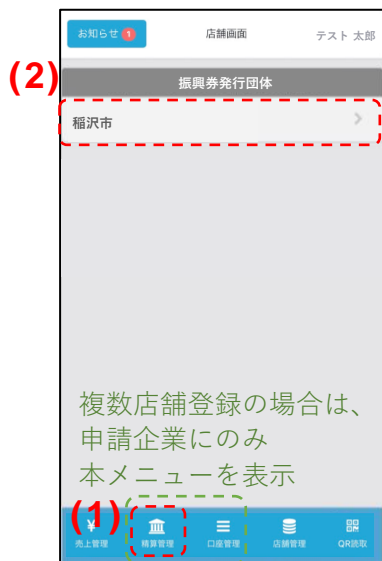 お知らせ 1
店舗画面
テスト 太郎
(2)
振興券発行団体
稲沢市
複数店舗登録の場合は、
申請企業にのみ
本メニューを表示
(1)
¥
売上管理
精算管理
口座管理
店舗管理
QR読取